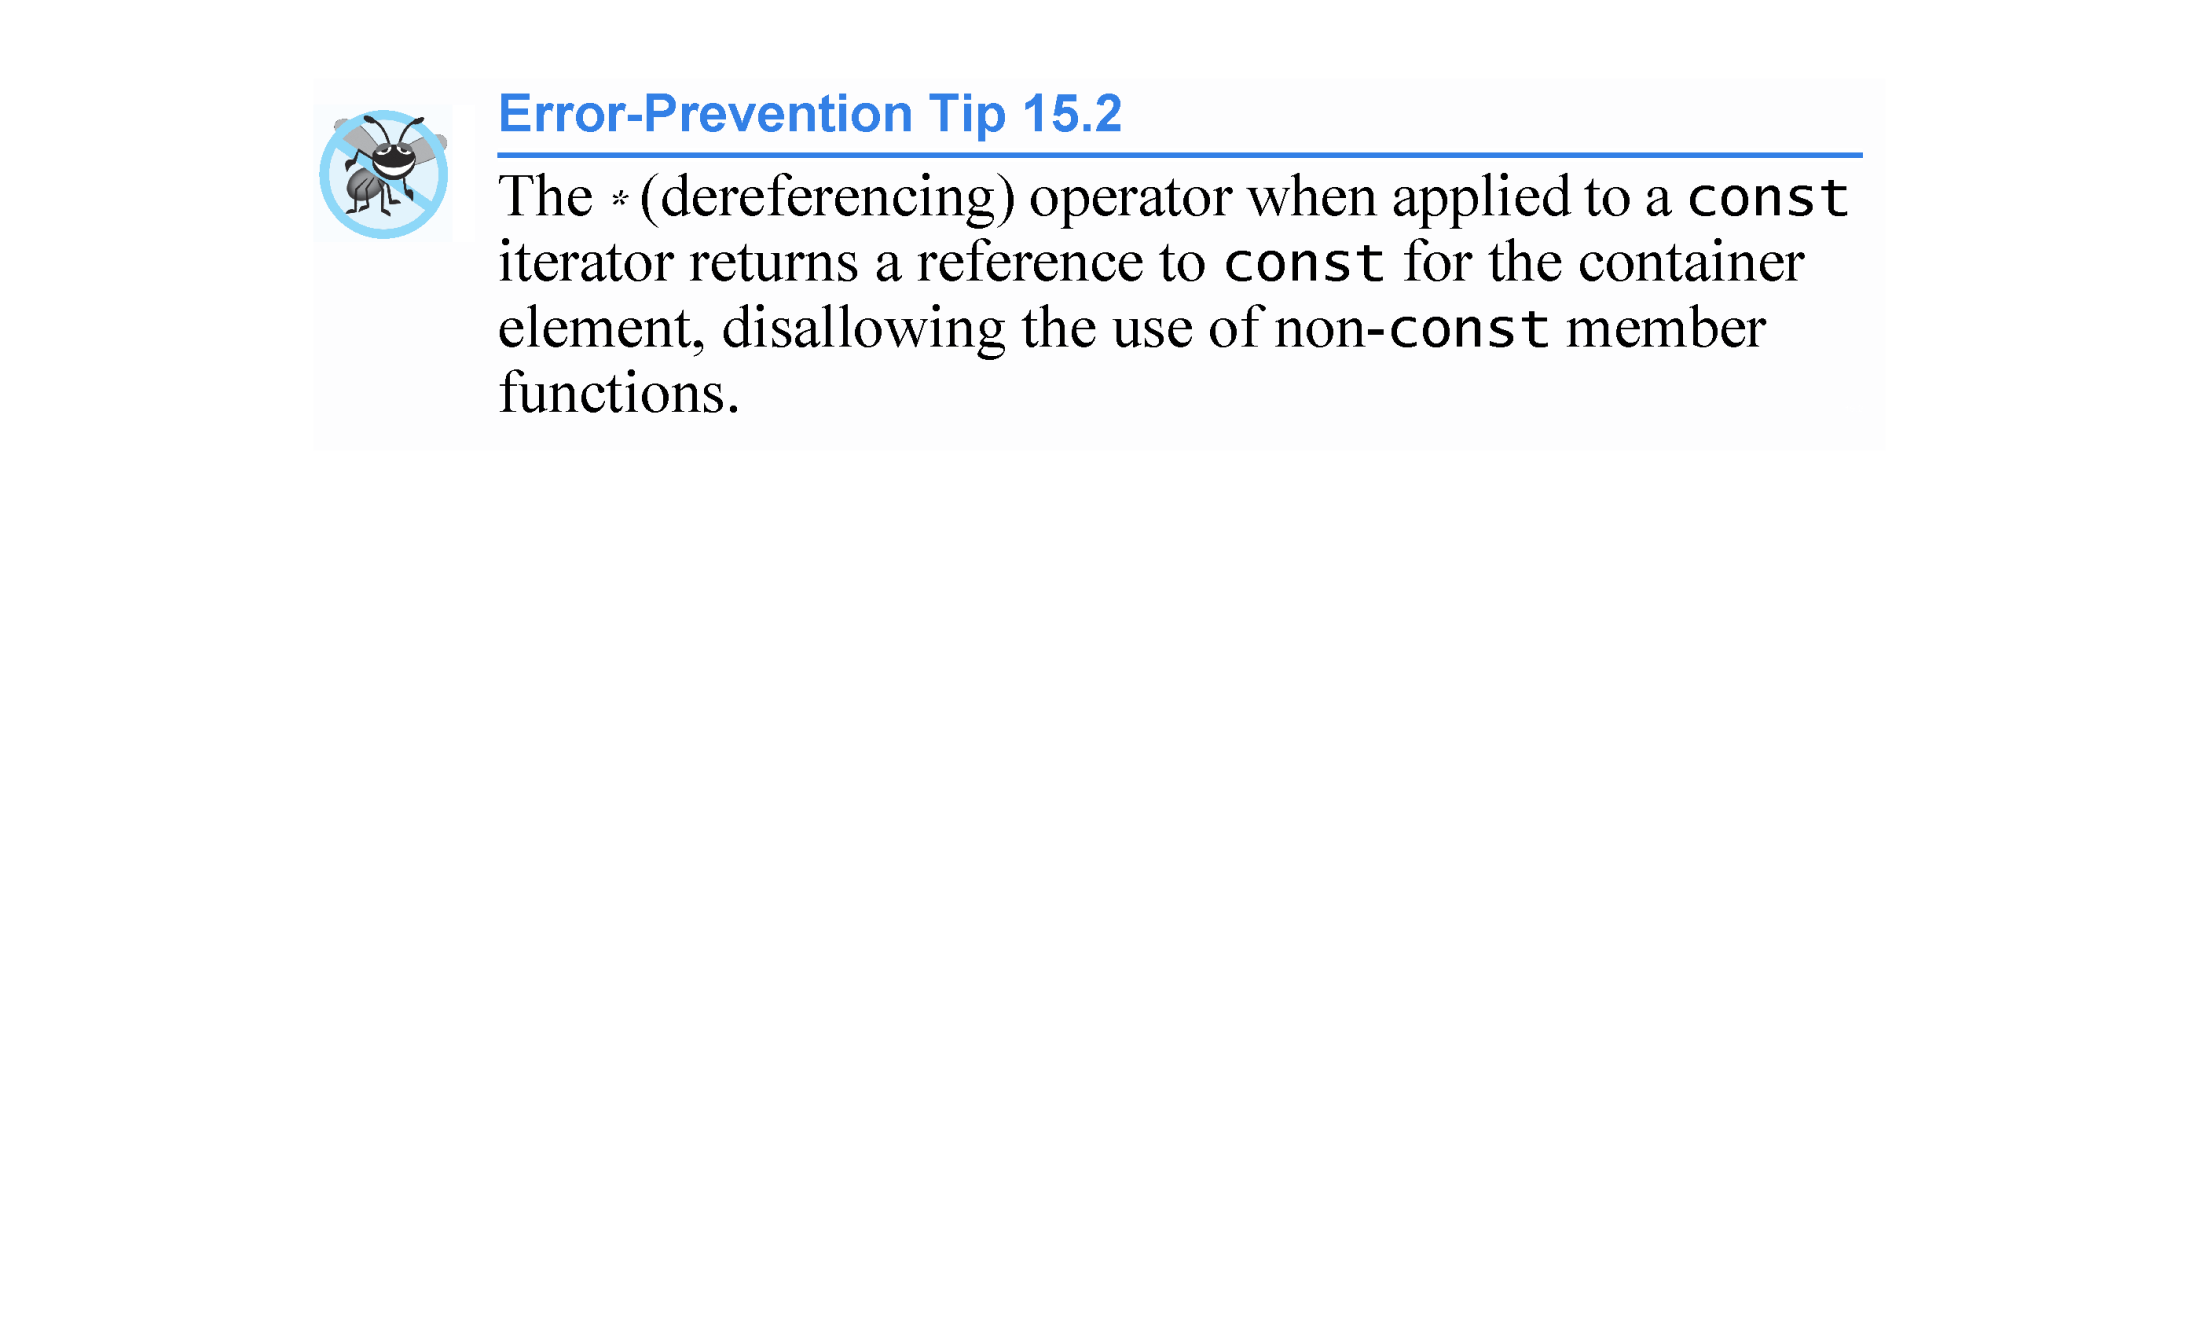 Error-Prevention Tip 15.2
The * (dereferencing) operator when applied to a const
iterator returns a reference to const for the container
element, disallowing the use of non-const member
functions.